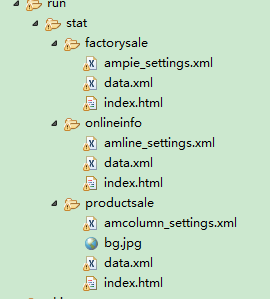 run
stat
factorysale
ampie_settings.xml
data.xml
index.html
onlineinfo
amline_settings.xml
data.xml
index.html
productsale
amcolumn_settings.xml
bg.jpg
data.xml
index.html